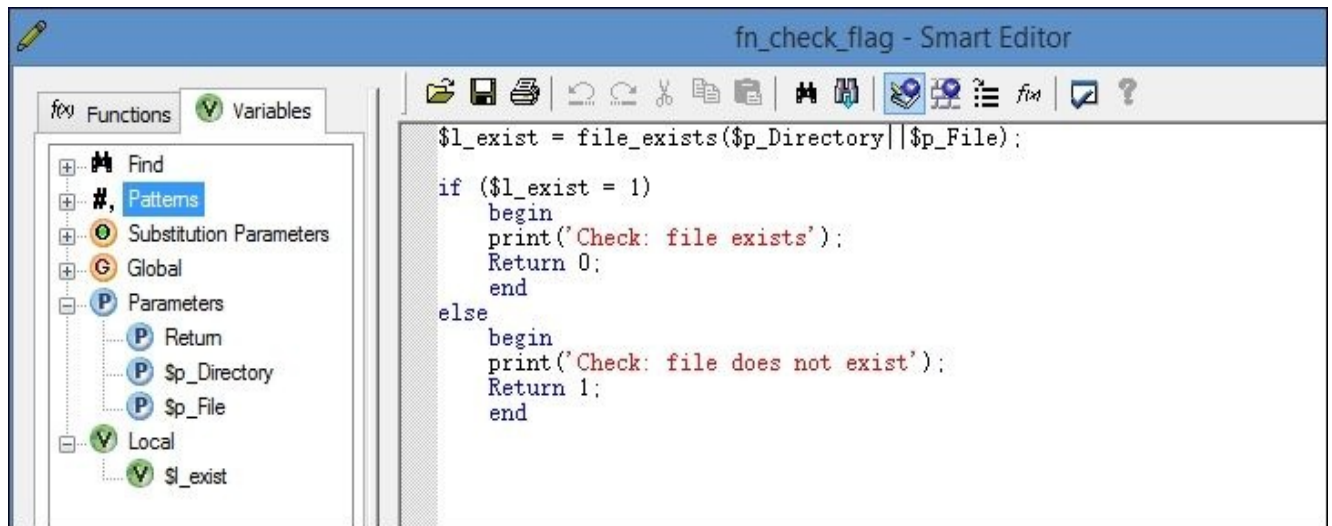 fn_check_flag - Smart Editor
f(x) Functions
V Variables
Find
#, Patterns
O Substitution Parameters
G Global
P Parameters
P Return
P $p_Directory
P $p_File
V Local
V $l_exist
f(x)
?
$l_exist = file_exists($p_Directory||$p_File);
if ($l_exist = 1)
begin
print('Check: file exists');
Return 0;
end
else
begin
print('Check: file does not exist');
Return 1;
end